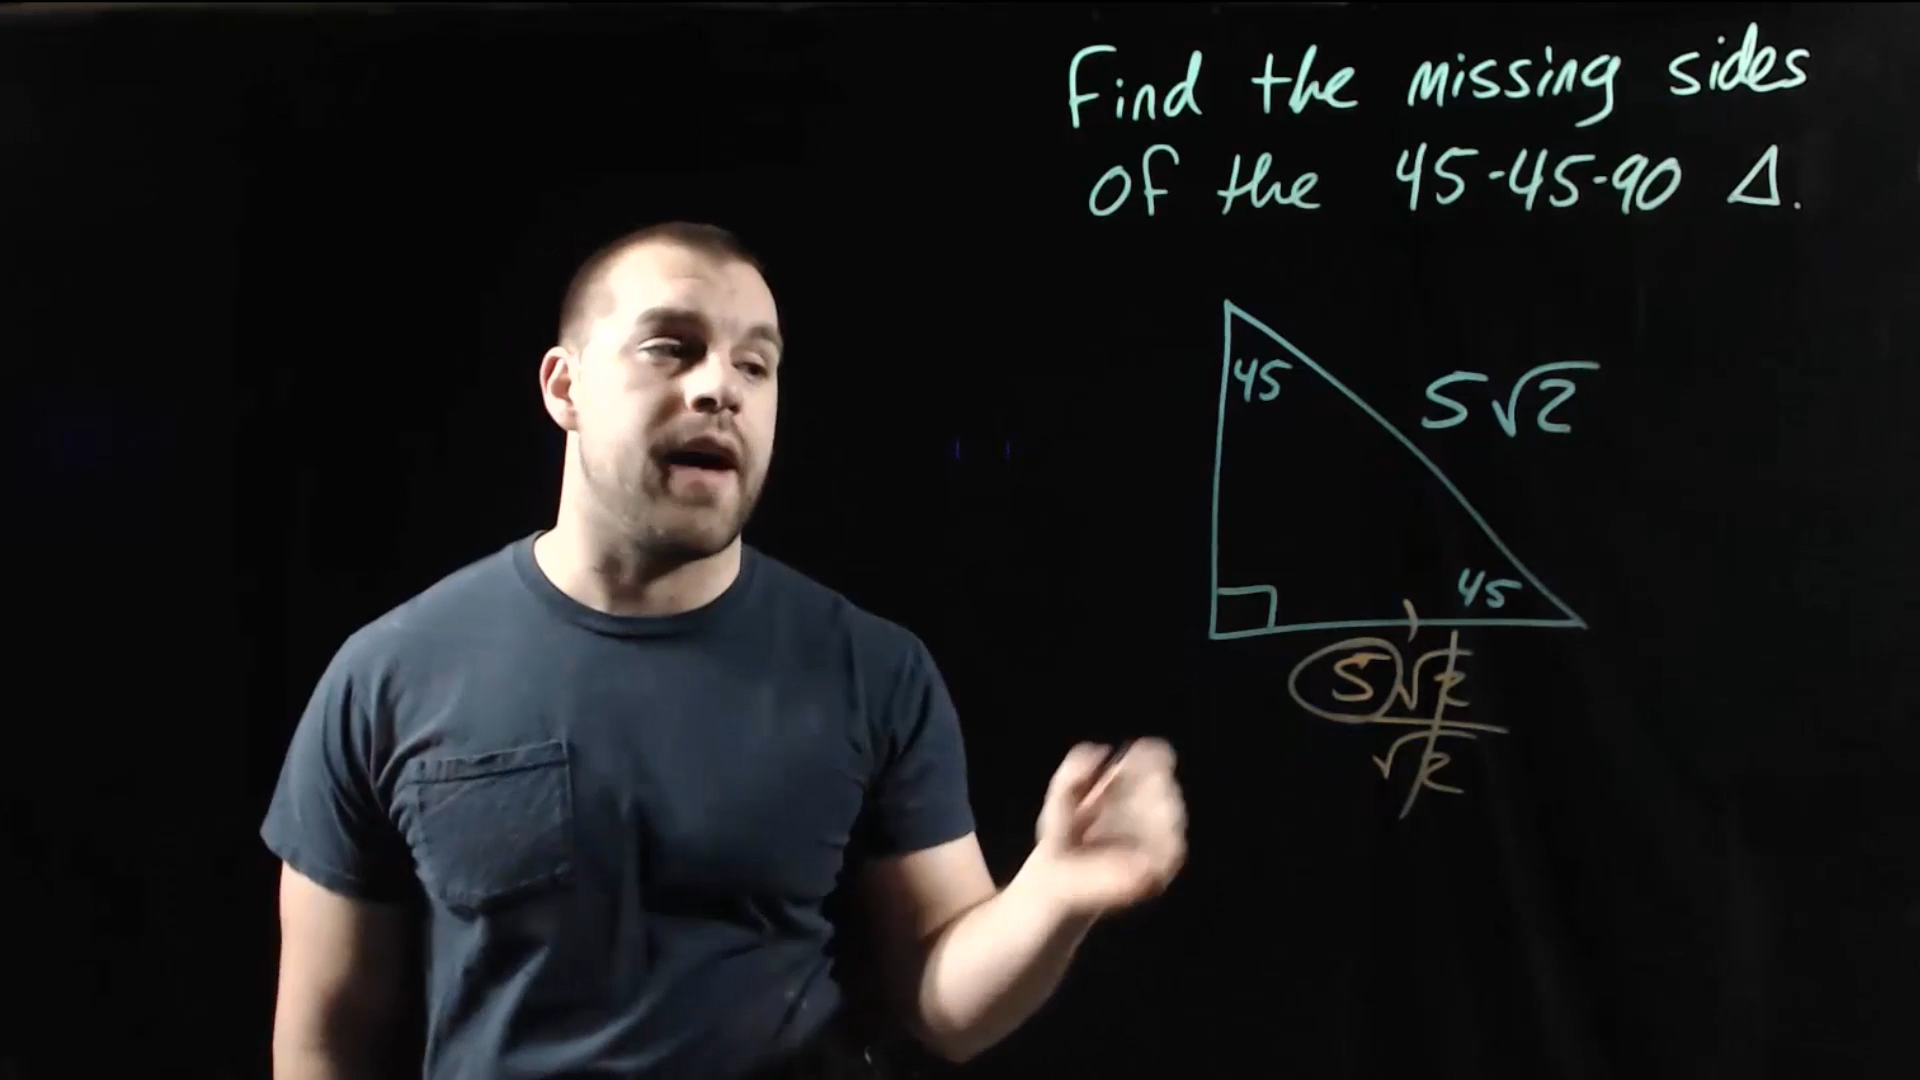 Find the missing sides
of the 45-45-90 Δ.
45
5√2
45
5√2
√2